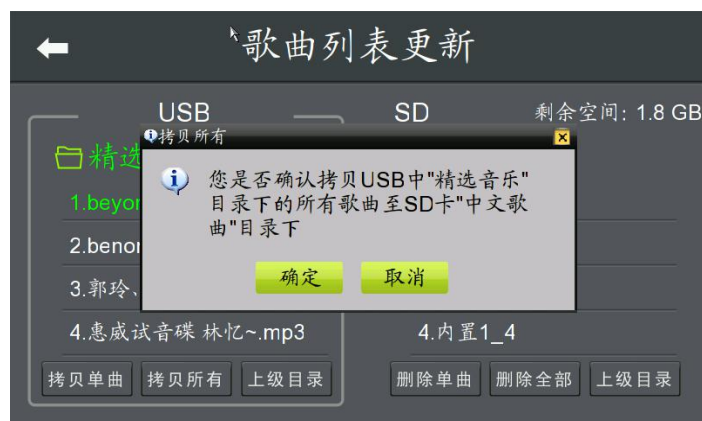 歌曲列表更新
USB
SD
剩余空间: 1.8 GB
拷贝所有
精选
您是否确认拷贝USB中"精选音乐"
目录下的所有歌曲至SD卡"中文歌
曲"目录下
确定
取消
1.beyon
2.benon
3.郭玲、
4.惠威试音碟 林忆~.mp3
4.内置1_4
拷贝单曲
拷贝所有
上级目录
删除单曲
删除全部
上级目录